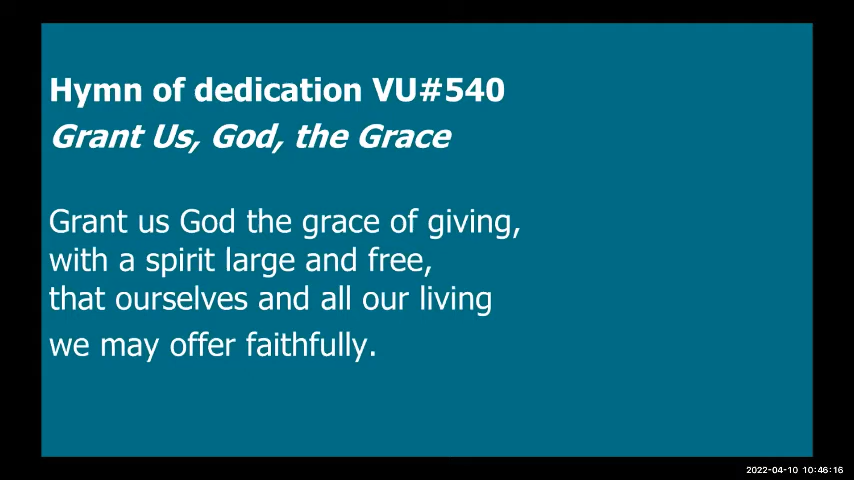 Hymn of dedication VU#540
Grant Us, God, the Grace
Grant us God the grace of giving,
with a spirit large and free,
that ourselves and all our living
we may offer faithfully.
2022-04-10 10:46:16